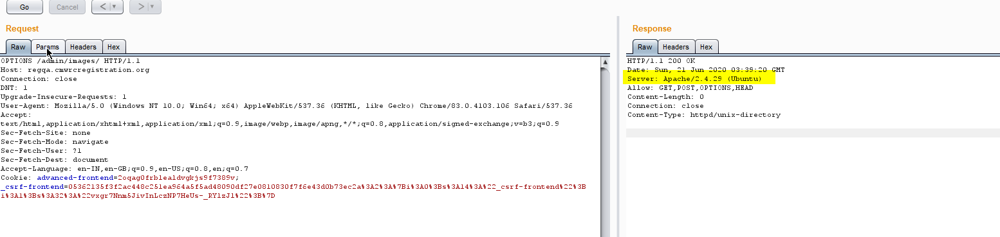 Go
Cancel
<
>
Request
Response
Raw
Params
Headers
Hex
Raw
Headers
Hex
OPTIONS /admin/images/ HTTP/1.1
Host: regqa.cmwrcregistration.org
Connection: close
DNT: 1
Upgrade-Insecure-Requests: 1
User-Agent: Mozilla/5.0 (Windows NT 10.0; Win64; x64) AppleWebKit/537.36 (KHTML, like Gecko) Chrome/83.0.4103.106 Safari/537.36
Accept:
text/html,application/xhtml+xml,application/xml;q=0.9,image/webp,image/apng,*/*;q=0.8,application/signed-exchange;v=b3;q=0.9
Sec-Fetch-Site: none
Sec-Fetch-Mode: navigate
Sec-Fetch-User: ?1
Sec-Fetch-Dest: document
Accept-Language: en-IN,en-GB;q=0.9,en-US;q=0.8,en;q=0.7
Cookie: advanced-frontend=2oqag0frblealdvgkjs9f7389v;
_csrf-frontend=05362135f3f2ac448c251ea964a5f5ad48090df27e0810830f7f6e43d0b73ec2a%3A2%3A%7Bi%3A0%3Bs%3A14%3A%22_csrf-frontend%22%3B
i%3A1%3Bs%3A32%3A%22vxgr7Nnm5JivInLczNP7HeUs-_RYlzJl%22%3B%7D
HTTP/1.1 200 OK
Date: Sun, 21 Jun 2020 03:39:20 GMT
Server: Apache/2.4.29 (Ubuntu)
Allow: GET,POST,OPTIONS,HEAD
Content-Length: 0
Connection: close
Content-Type: httpd/unix-directory